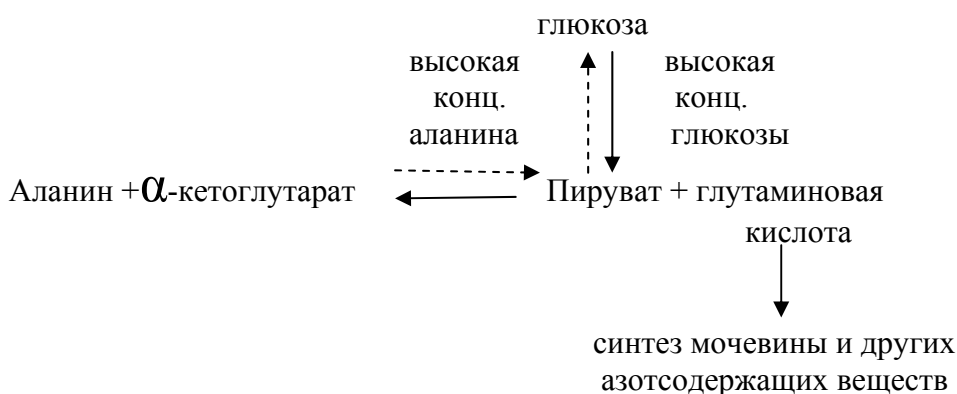 глюкоза
высокая конц. аланина
высокая конц. глюкозы
Аланин +α-кетоглутарат
Пируват + глутаминовая кислота
синтез мочевины и других
азотсодержащих веществ